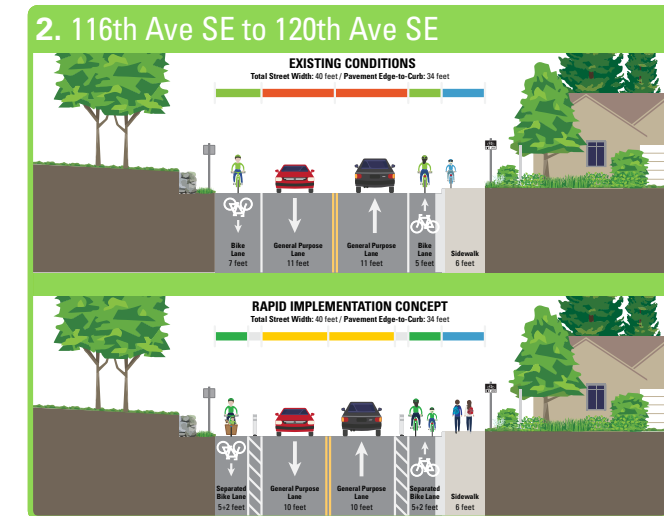 2. 116th Ave SE to 120th Ave SE
EXISTING CONDITIONS
Total Street Width: 40 feet / Pavement Edge-to-Curb: 34 feet
Bike
Lane
7 feet
General Purpose
Lane
11 feet
General Purpose
Lane
11 feet
Bike
Lane
5 feet
Sidewalk
6 feet
RAPID IMPLEMENTATION CONCEPT
Total Street Width: 40 feet / Pavement Edge-to-Curb: 34 feet
Separated
Bike Lane
5+2 feet
General Purpose
Lane
10 feet
General Purpose
Lane
10 feet
Separated
Bike Lane
5+2 feet
Sidewalk
6 feet